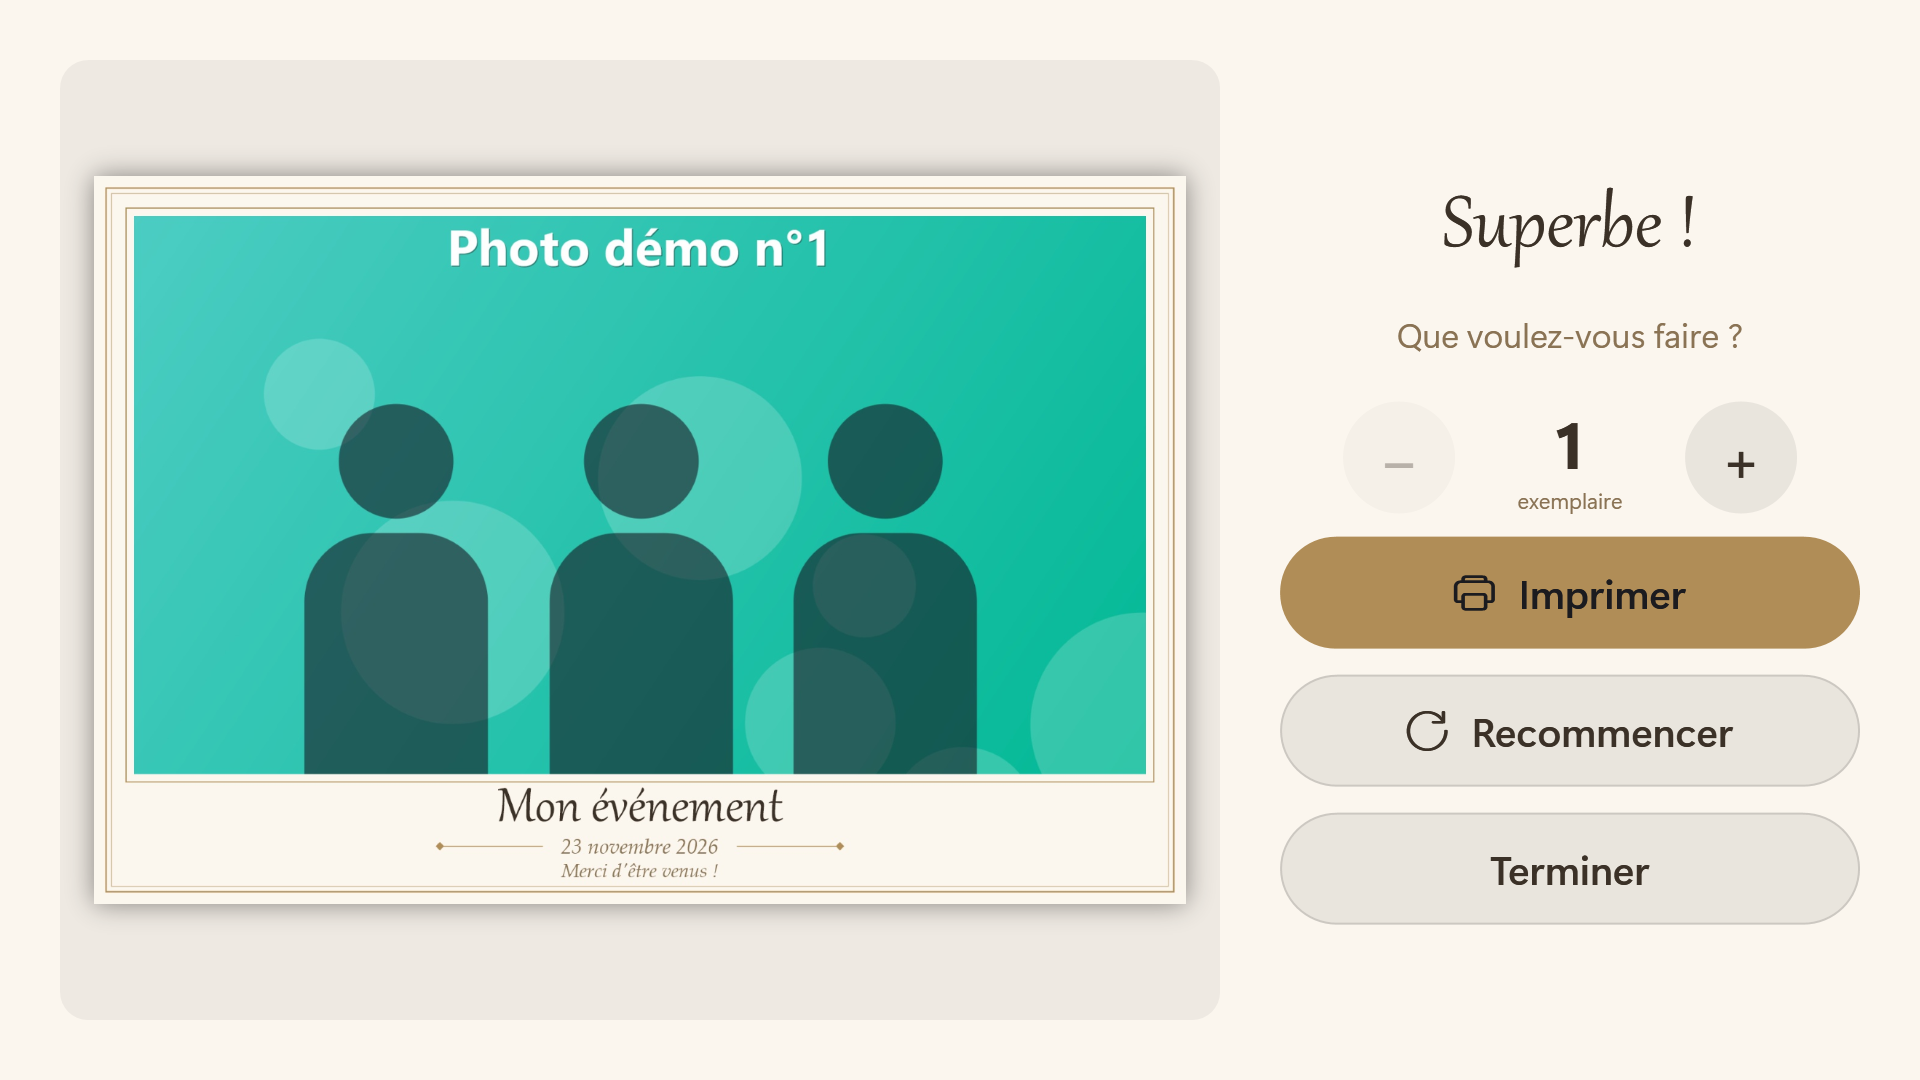 Photo démo n°1
Mon événement
23 novembre 2026
Merci d'être venus !
Superbe !
Que voulez-vous faire ?
– 1 +
exemplaire
Imprimer
Recommencer
Terminer